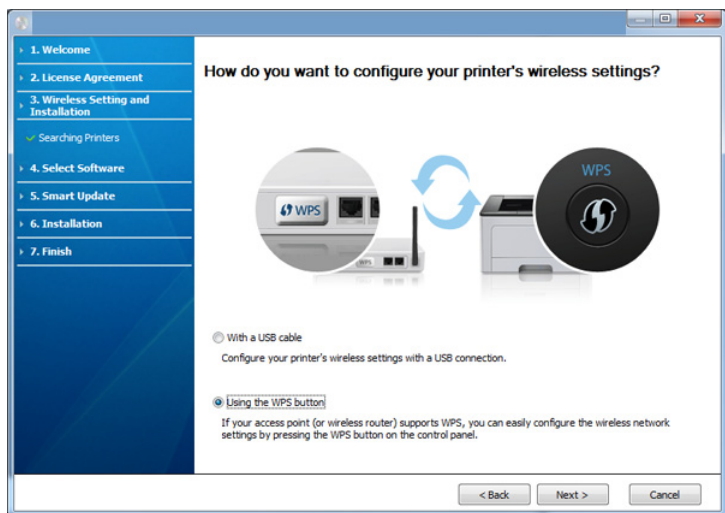 1. Welcome
2. License Agreement
3. Wireless Setting and
Installation
Searching Printers
4. Select Software
5. Smart Update
6. Installation
7. Finish
How do you want to configure your printer's wireless settings?
WPS
WPS
WPS
With a USB cable
Configure your printer's wireless settings with a USB connection.
Using the WPS button
If your access point (or wireless router) supports WPS, you can easily configure the wireless network
settings by pressing the WPS button on the control panel.
< Back
Next >
Cancel